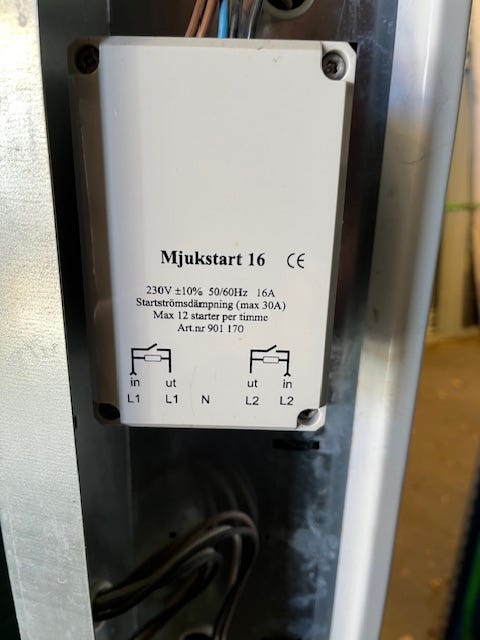 Mjukstart 16 CE
230V ±10% 50/60Hz 16A
Startströmsdämpning (max 30A)
Max 12 starter per timme
Art.nr 901 170
in ut ut in
L1 L1 N L2 L2